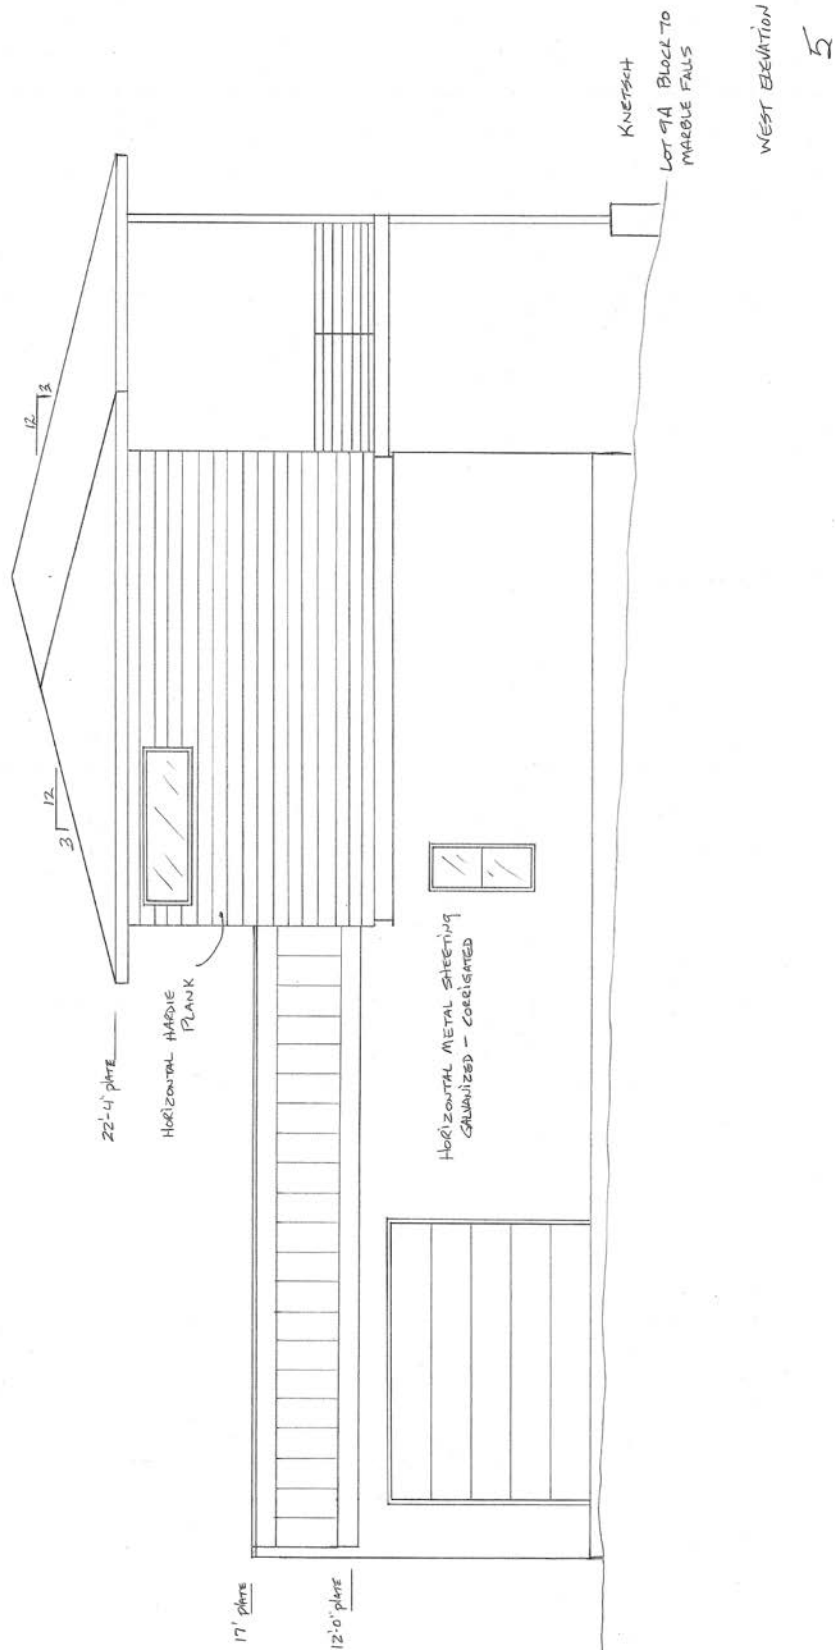 12
3
12
3
22'-4" plate
HORIZONTAL HARDIE
PLANK
17' plate
12'-0" plate
HORIZONTAL METAL SHEETING
GALVANIZED - CORRIGATED
KNETSCH
LOT 9A BLOCK 70
MARBLE FALLS
WEST ELEVATION
5